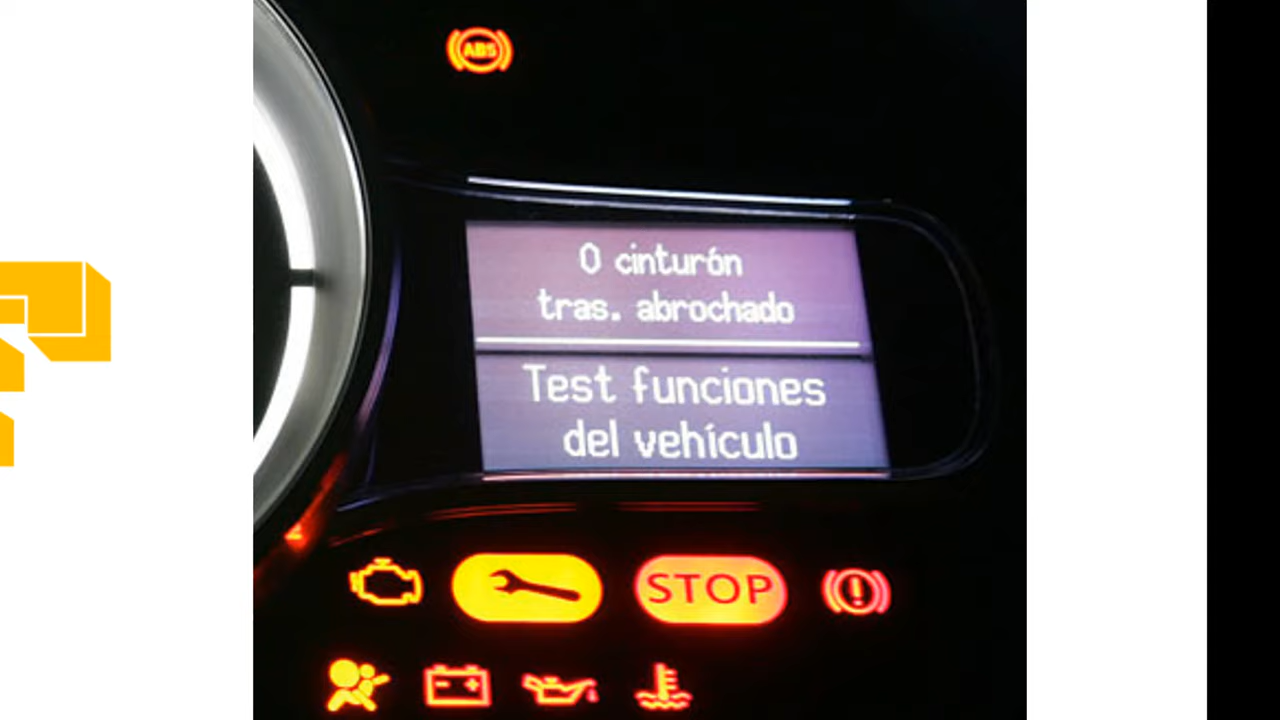 ABS
0 cinturón
tras. abrochado
Test funciones
del vehículo
STOP